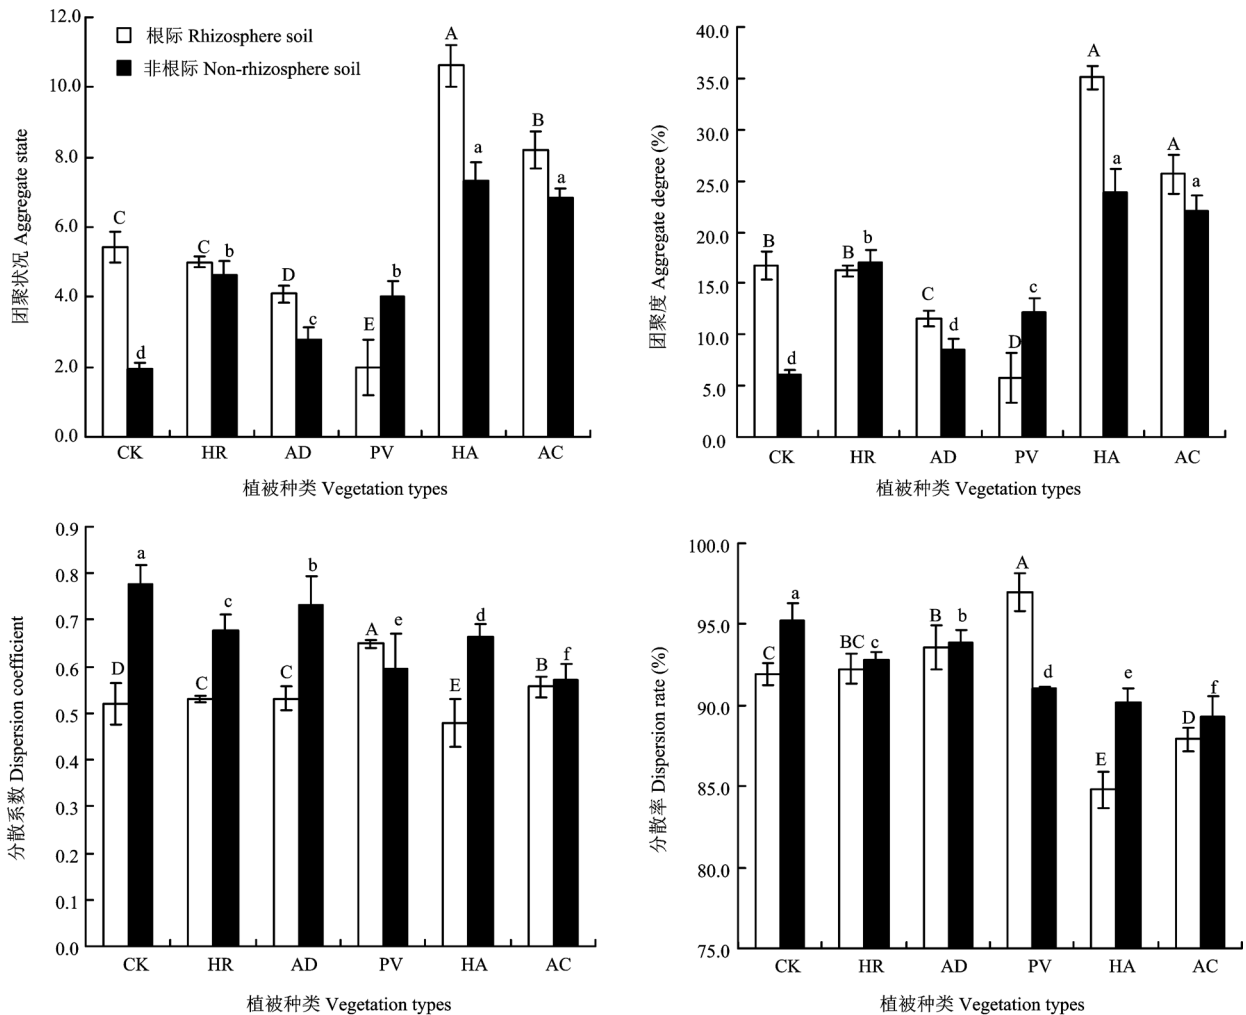 12.0
10.0
8.0
6.0
4.0
2.0
0.0
团聚状况 Aggregate state
根际 Rhizosphere soil
非根际 Non-rhizosphere soil
C
d
C
b
D
c
E
b
A
a
B
a
CK HR AD PV HA AC
植被种类 Vegetation types
40.0
35.0
30.0
25.0
20.0
15.0
10.0
5.0
0.0
团聚度 Aggregate degree (%)
B
d
B
b
C
d
D
c
A
a
A
a
CK HR AD PV HA AC
植被种类 Vegetation types
0.9
0.8
0.7
0.6
0.5
0.4
0.3
0.2
0.1
0.0
分散系数 Dispersion coefficient
D
a
C
c
C
b
A
e
E
d
B
f
CK HR AD PV HA AC
植被种类 Vegetation types
100.0
95.0
90.0
85.0
80.0
75.0
分散率 Dispersion rate (%)
C
a
BC
c
B
b
A
d
E
e
D
f
CK HR AD PV HA AC
植被种类 Vegetation types